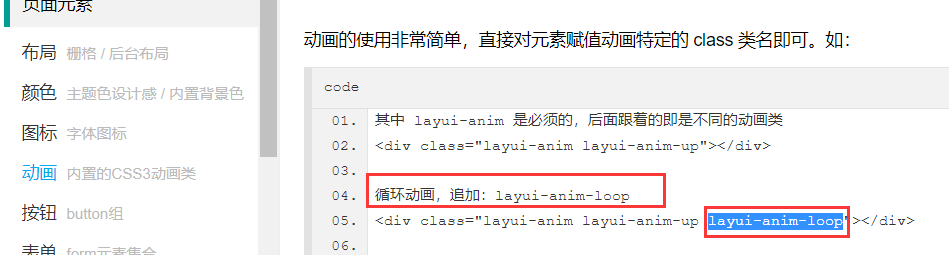 页面元素
布局 栅格 / 后台布局
颜色 主题色设计感 / 内置背景色
图标 字体图标
动画 内置的CSS3动画类
按钮 button组
表单 form元素集合
动画的使用非常简单，直接对元素赋值动画特定的 class 类名即可。如：
code
01. 其中 layui-anim 是必须的，后面跟着的即是不同的动画类
02. <div class="layui-anim layui-anim-up"></div>
03.
04. 循环动画，追加：layui-anim-loop
05. <div class="layui-anim layui-anim-up layui-anim-loop"></div>
06.